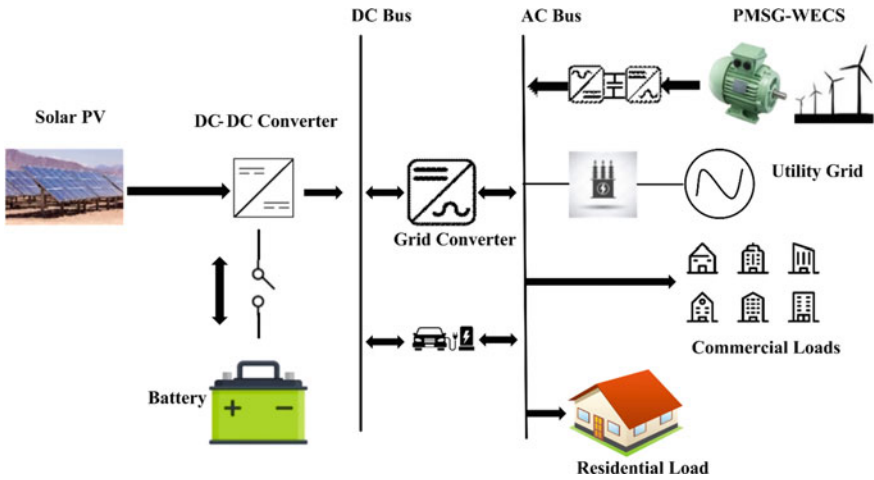 DC Bus
AC Bus
PMSG-WECS
Solar PV
DC-DC Converter
Utility Grid
Grid Converter
Commercial Loads
Battery
Residential Load